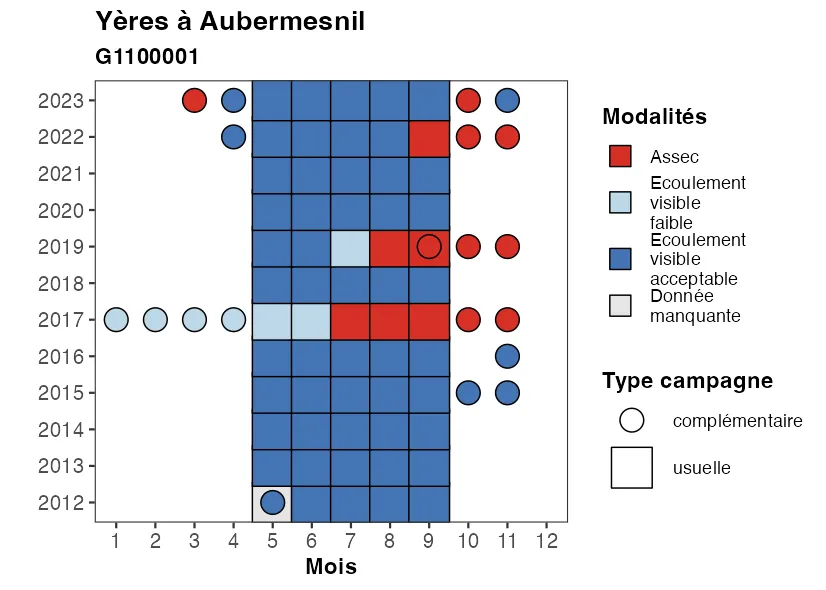 Yères à Aubermesnil
G1100001
2023
2022
2021
2020
2019
2018
2017
2016
2015
2014
2013
2012
1 2 3 4 5 6 7 8 9 10 11 12
Mois
Modalités
Assec
Ecoulement
visible
faible
Ecoulement
visible
acceptable
Donnée
manquante
Type campagne
complémentaire
usuelle